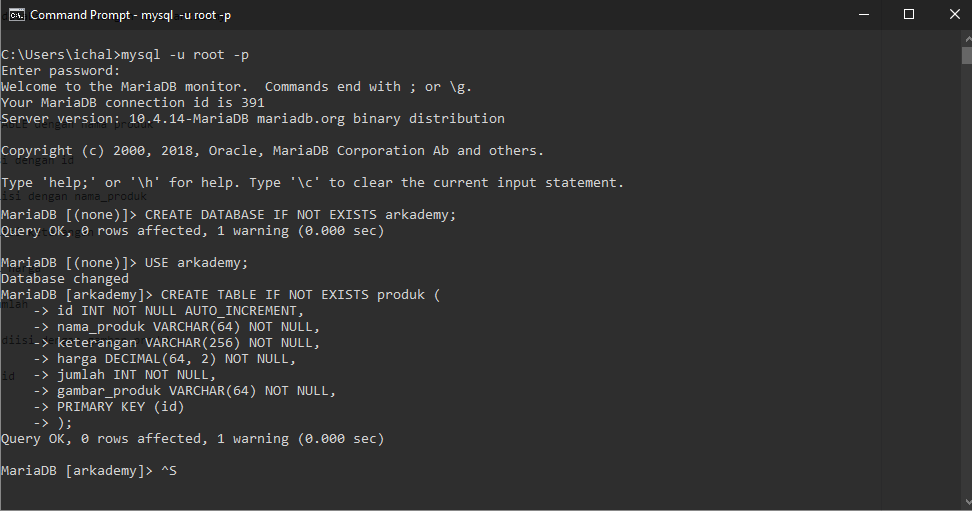 Command Prompt - mysql -u root -p
C:\Users\ichal>mysql -u root -p
Enter password:
Welcome to the MariaDB monitor.  Commands end with ; or \g.
Your MariaDB connection id is 391
Server version: 10.4.14-MariaDB mariadb.org binary distribution
Copyright (c) 2000, 2018, Oracle, MariaDB Corporation Ab and others.
Type 'help;' or '\h' for help. Type '\c' to clear the current input statement.
MariaDB [(none)]> CREATE DATABASE IF NOT EXISTS arkademy;
Query OK, 0 rows affected, 1 warning (0.000 sec)
MariaDB [(none)]> USE arkademy;
Database changed
MariaDB [arkademy]> CREATE TABLE IF NOT EXISTS produk (
    -> id INT NOT NULL AUTO_INCREMENT,
    -> nama_produk VARCHAR(64) NOT NULL,
    -> keterangan VARCHAR(256) NOT NULL,
    -> harga DECIMAL(64, 2) NOT NULL,
    -> jumlah INT NOT NULL,
    -> gambar_produk VARCHAR(64) NOT NULL,
    -> PRIMARY KEY (id)
    -> );
Query OK, 0 rows affected, 1 warning (0.000 sec)
MariaDB [arkademy]> ^S